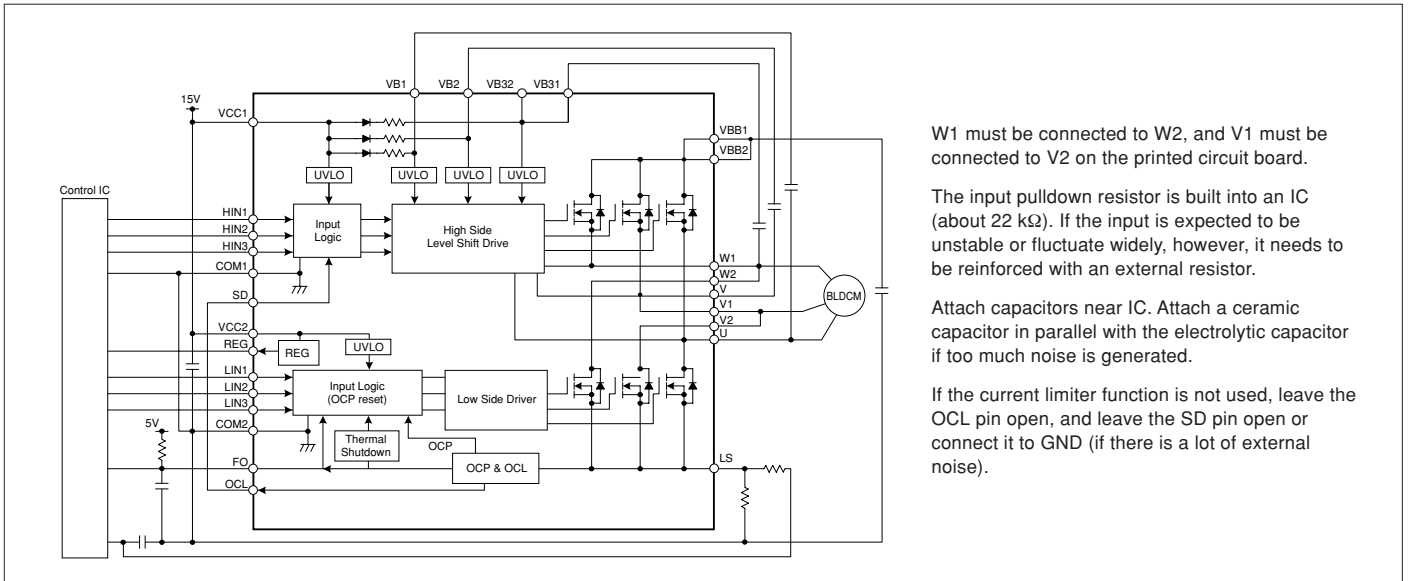 VB1 VB2 VB32 VB31
15V
VCC1
VBB1
VBB2
UVLO UVLO UVLO UVLO
Control IC
HIN1
HIN2
HIN3
COM1
SD
VCC2
REG
LIN1
LIN2
LIN3
COM2
5V
FO
OCL
Input
Logic
High Side
Level Shift Drive
REG
UVLO
Input Logic
(OCP reset)
Low Side Driver
Thermal
Shutdown
OCP
OCP & OCL
W1
W2
V
V1
V2
U
LS
BLDCM
W1 must be connected to W2, and V1 must be
connected to V2 on the printed circuit board.
The input pulldown resistor is built into an IC
(about 22 kΩ). If the input is expected to be
unstable or fluctuate widely, however, it needs to
be reinforced with an external resistor.
Attach capacitors near IC. Attach a ceramic
capacitor in parallel with the electrolytic capacitor
if too much noise is generated.
If the current limiter function is not used, leave the
OCL pin open, and leave the SD pin open or
connect it to GND (if there is a lot of external
noise).